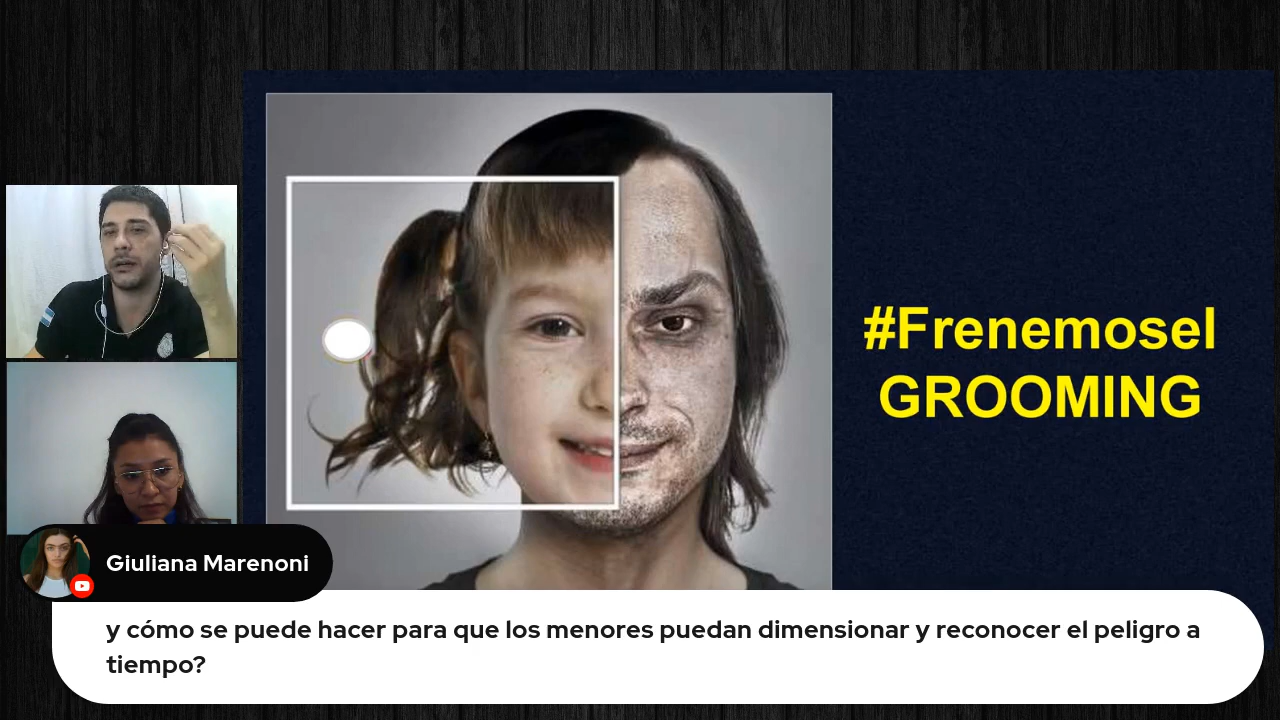 #Frenemosel
GROOMING
Giuliana Marenoni
y cómo se puede hacer para que los menores puedan dimensionar y reconocer el peligro a
tiempo?